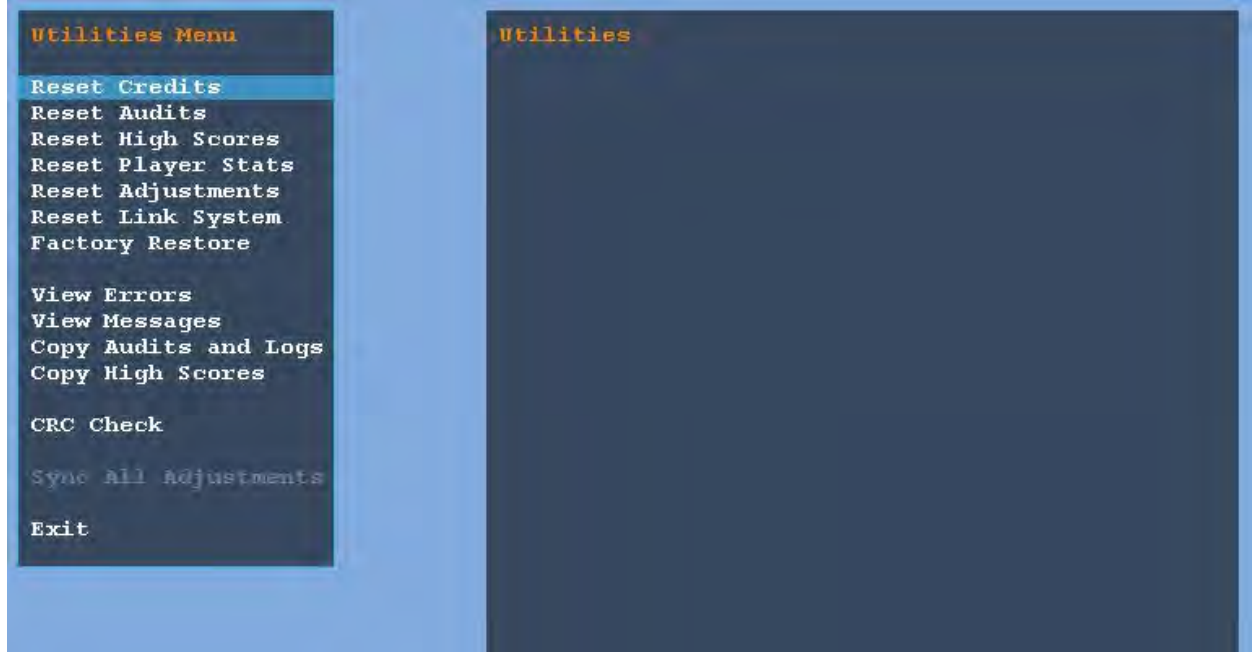 Utilities Menu
Reset Credits
Reset Audits
Reset High Scores
Reset Player Stats
Reset Adjustments
Reset Link System
Factory Restore
View Errors
View Messages
Copy Audits and Logs
Copy High Scores
CRC Check
Sync All Adjustments
Exit
Utilities